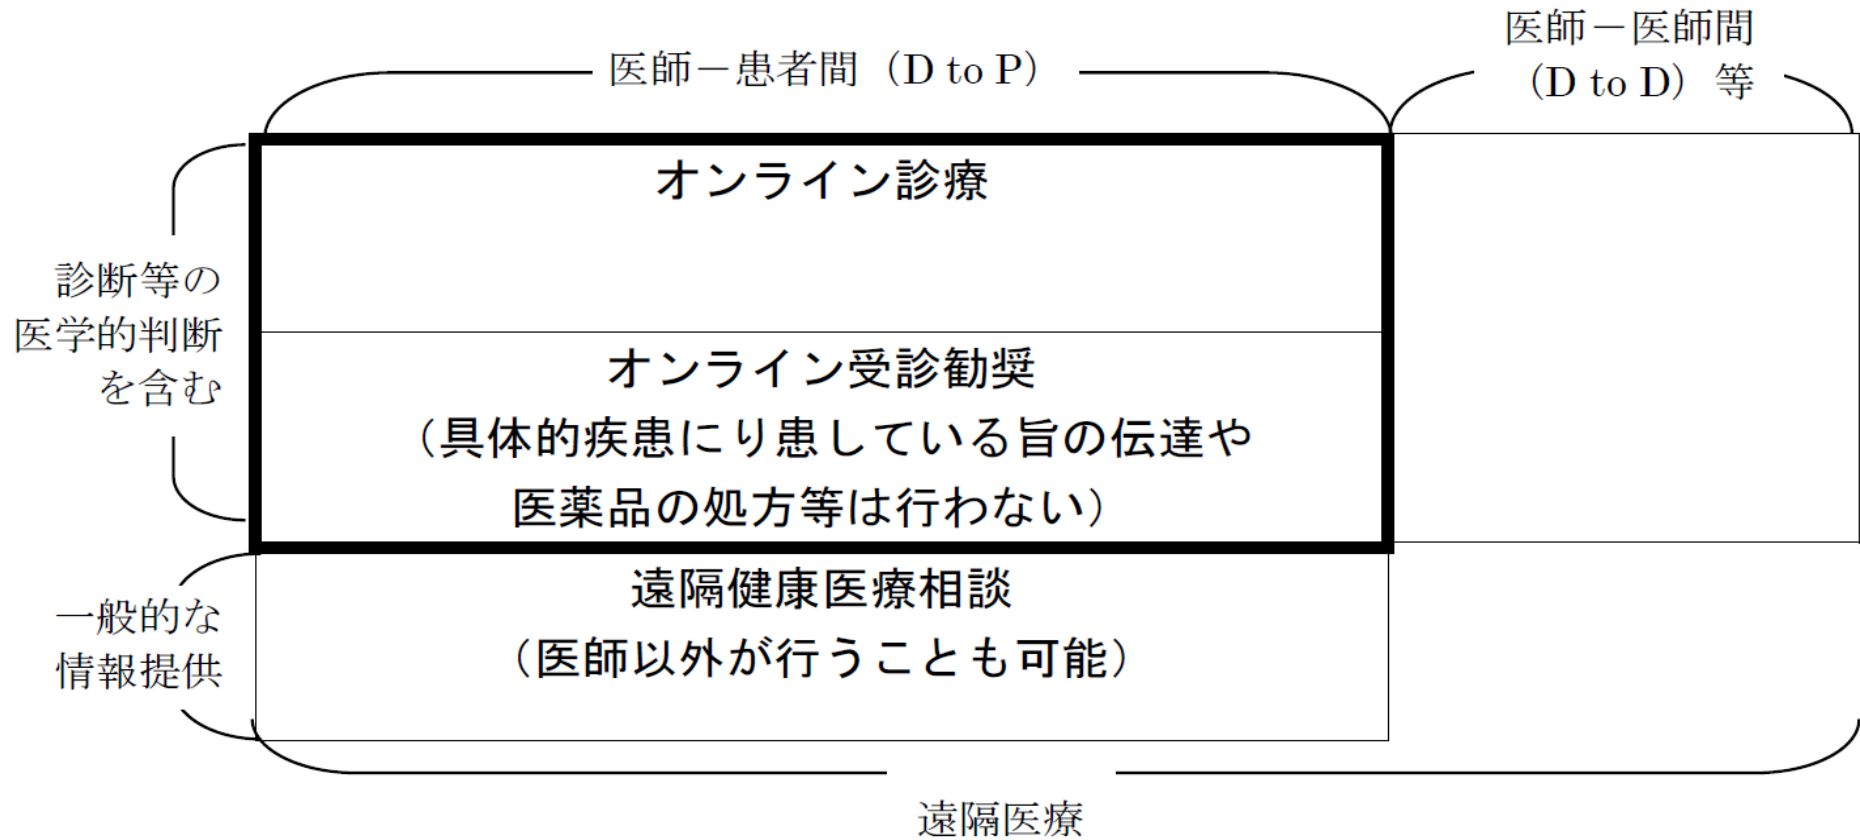 医師－患者間（D to P）
医師－医師間
（D to D）等
診断等の
医学的判断
を含む
オンライン診療
オンライン受診勧奨
（具体的疾患にり患している旨の伝達や
医薬品の処方等は行わない）
一般的な
情報提供
遠隔健康医療相談
（医師以外が行うことも可能）
遠隔医療